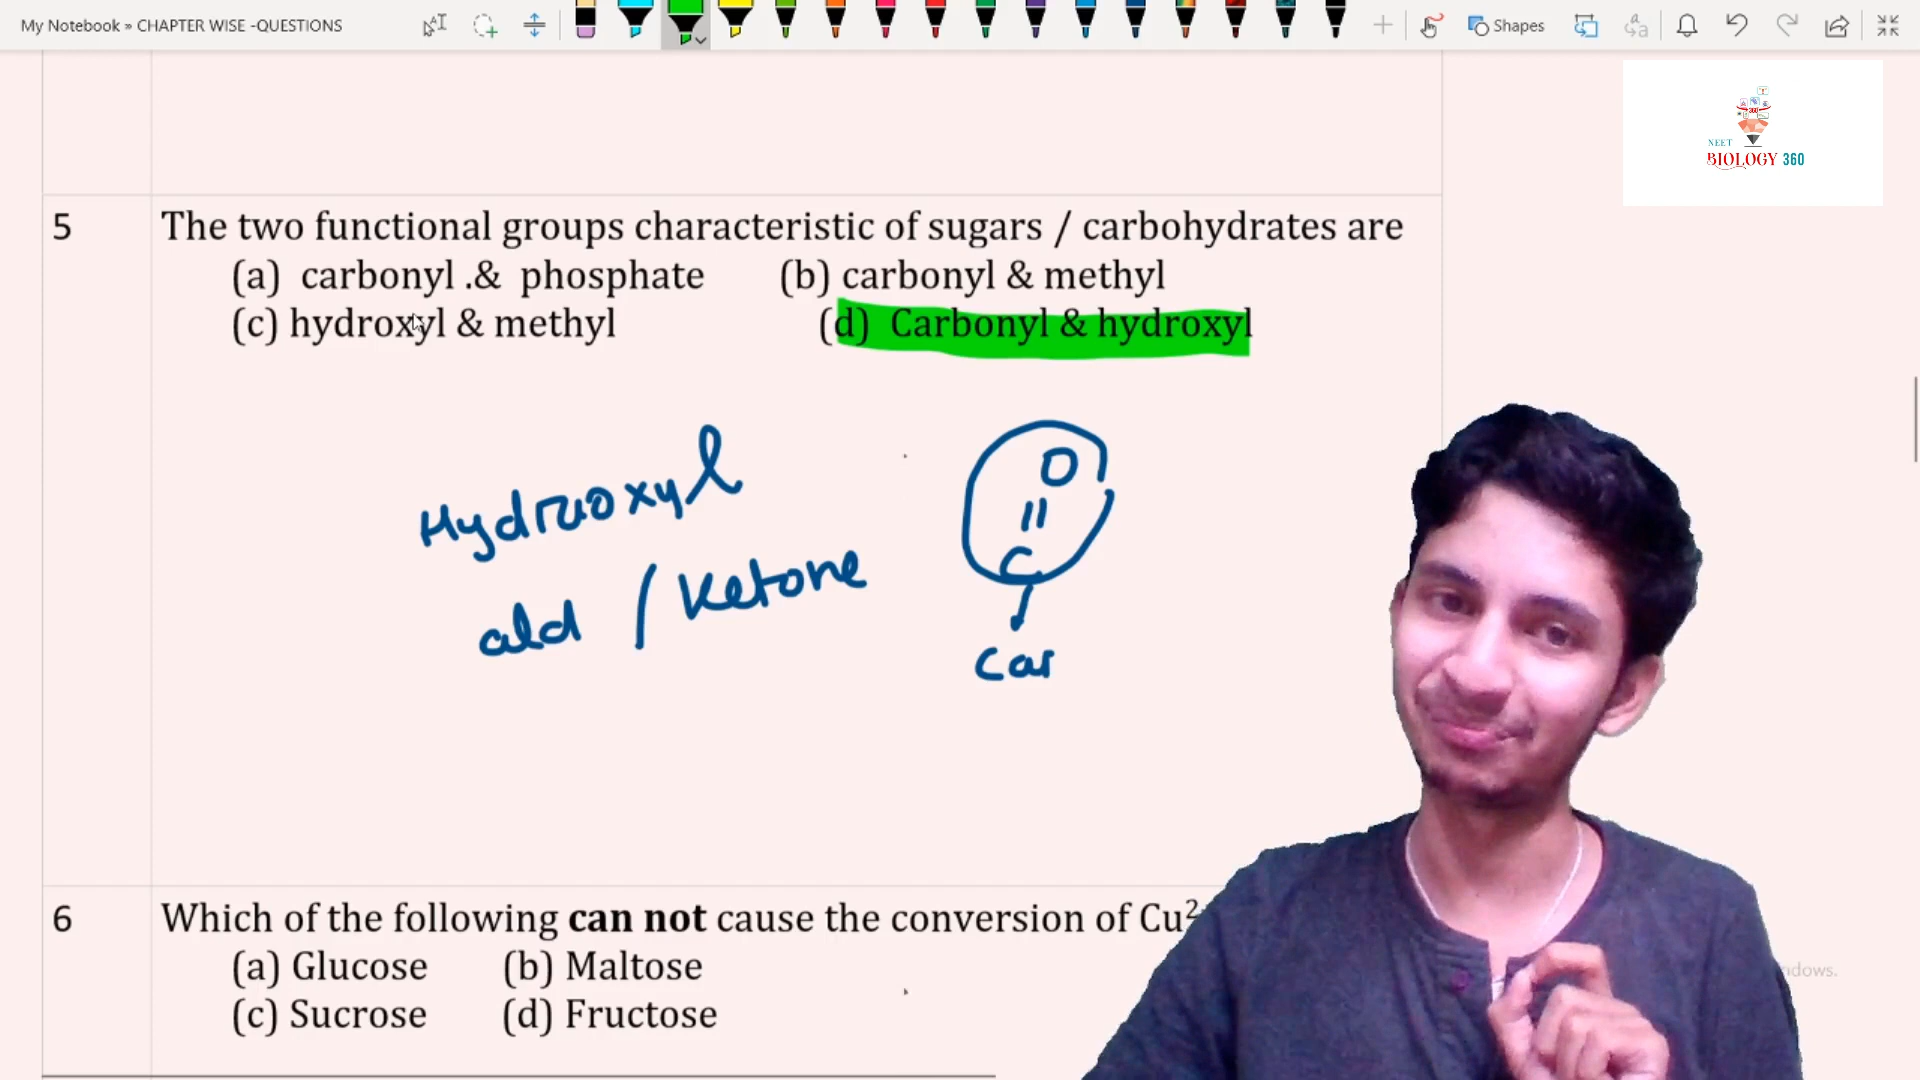 My Notebook » CHAPTER WISE -QUESTIONS
Shapes
NEET
BIOLOGY 360
5 The two functional groups characteristic of sugars / carbohydrates are
(a) carbonyl .& phosphate (b) carbonyl & methyl
(c) hydroxyl & methyl (d) Carbonyl & hydroxyl
Hydroxyl
ald / Ketone
O
C
Car
6 Which of the following can not cause the conversion of Cu2
(a) Glucose (b) Maltose
(c) Sucrose (d) Fructose